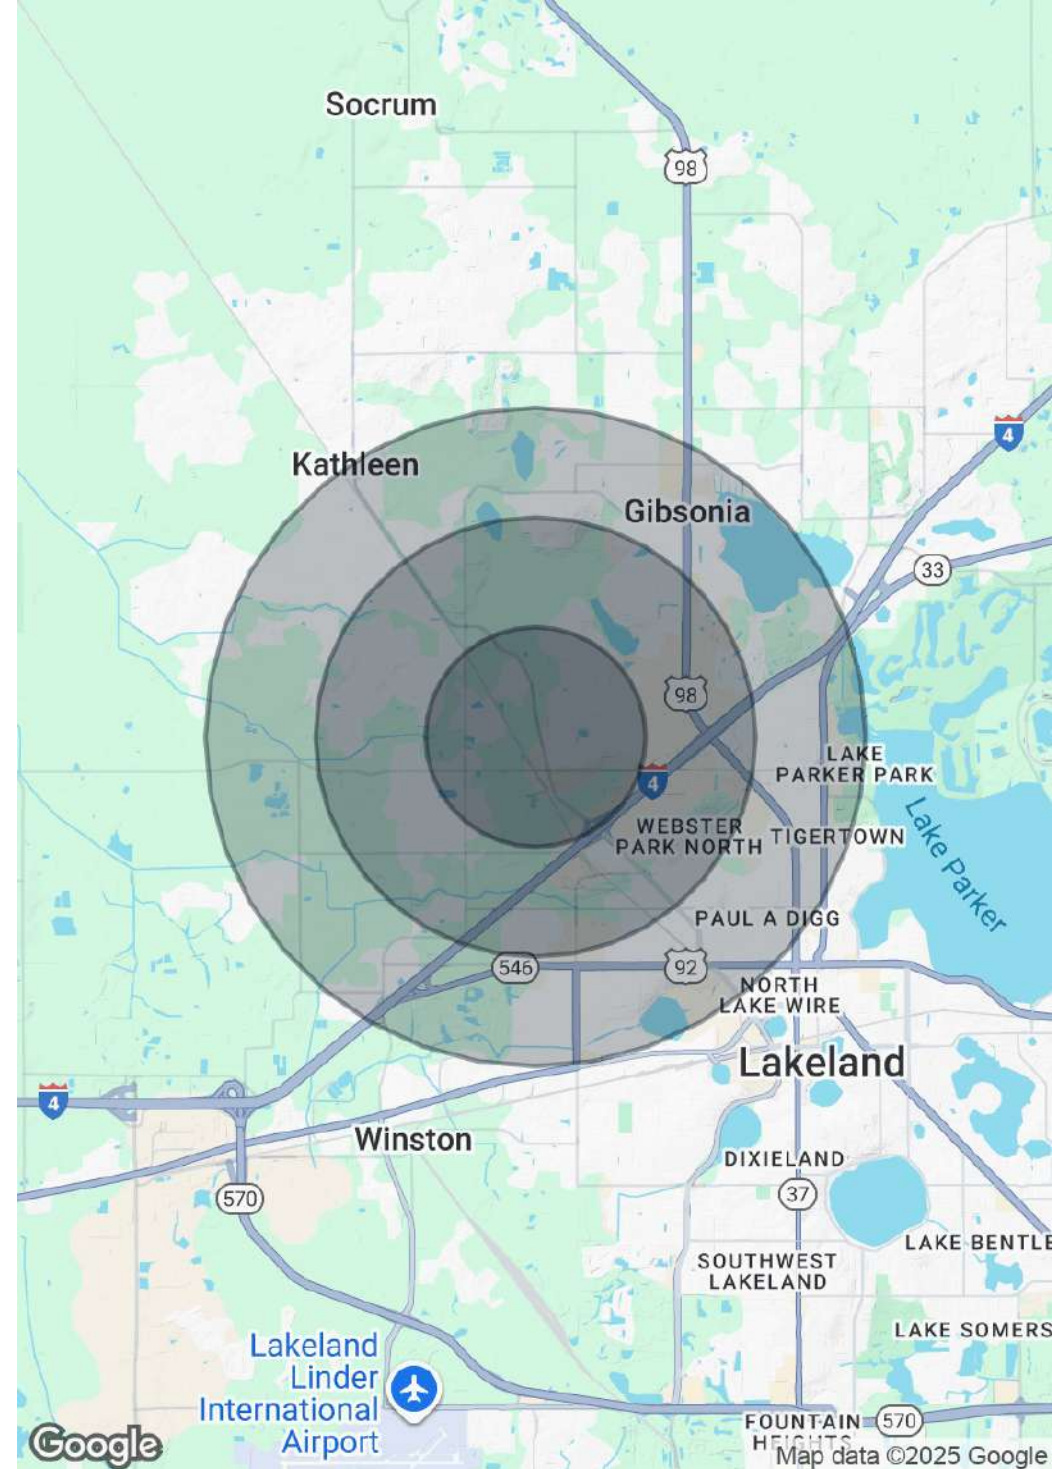 Socrum
98
4
Kathleen
Gibsonia
33
98
LAKE
PARKER PARK
4
WEBSTER
PARK NORTH
TIGERTOWN
Lake Parker
PAUL A DIGG
546
92
NORTH
LAKE WIRE
Lakeland
4
Winston
DIXIELAND
570
37
LAKE BENTLE
SOUTHWEST
LAKELAND
LAKE SOMERS
Lakeland
Linder
International
Airport
FOUNTAIN
HEIGHTS
570
Google
Map data ©2025 Google